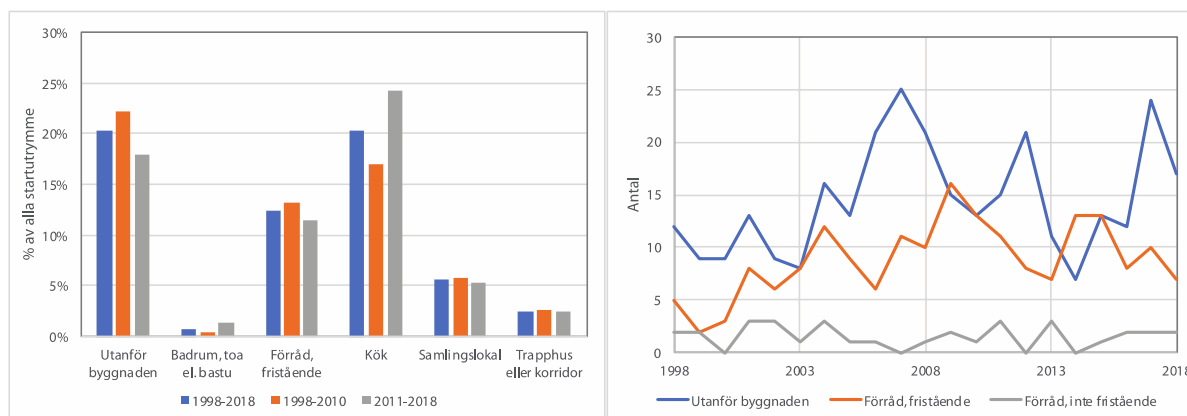 30%
25%
20%
15%
10%
5%
0%
% av alla startutrymme
Utanför
byggnaden
Badrum, toa
el. bastu
Förråd,
fristående
Kök
Samlingslokal
Trapphus
eller korridor
1998-2018
1998-2010
2011-2018
30
25
20
15
10
5
0
Antal
1998
2003
2008
2013
2018
Utanför byggnaden
Förråd, fristående
Förråd, inte fristående